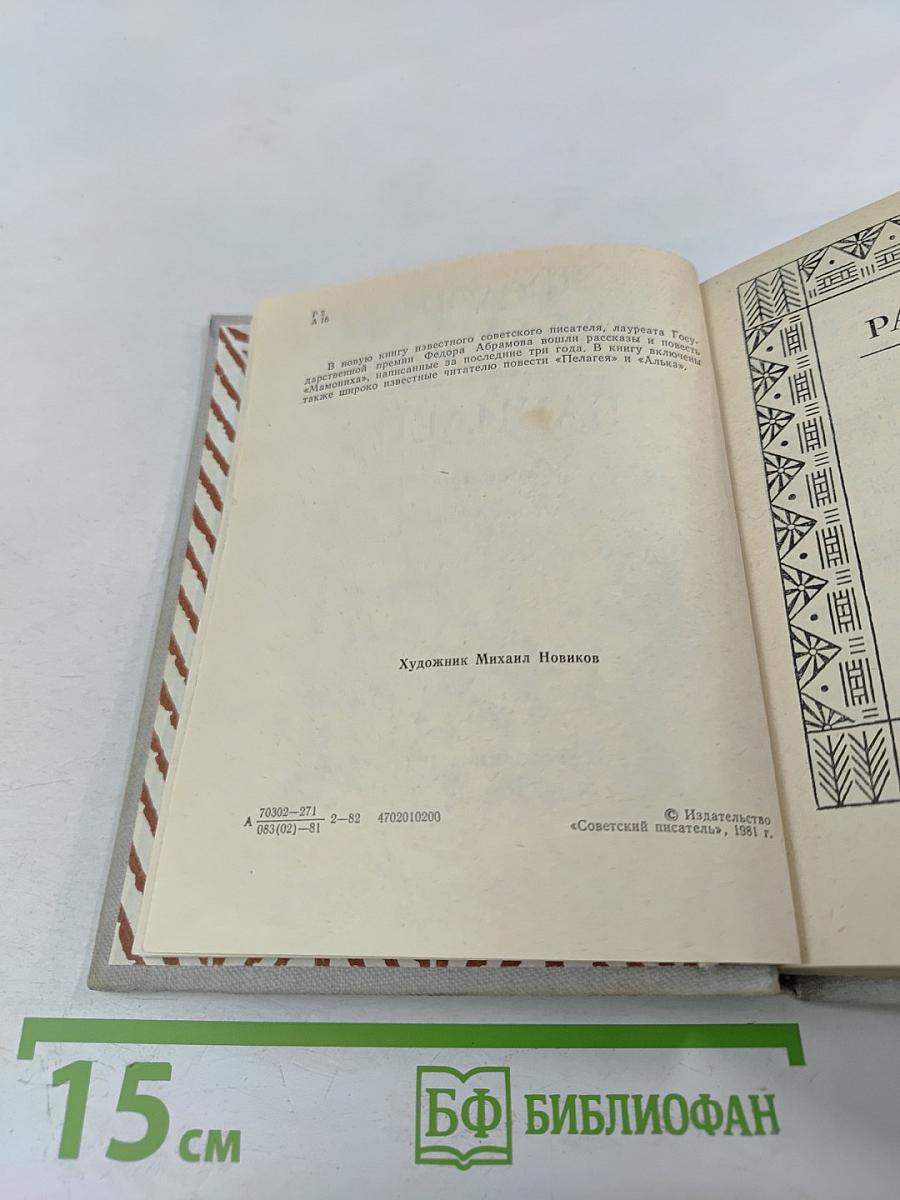 Р 2
А 16
В новую книгу известного советского писателя, лауреата Госу-
дарственной премии Федора Абрамова вошли рассказы и повесть
«Мамониха», написанные за последние три года. В книгу включены
также широко известные читателю повести «Пелагея» и «Алька».
Художник Михаил Новиков
А 70302—271
083(02)—81 2—82 4702010200
© Издательство
«Советский писатель», 1981 г.
РА
15 см
БФ БИБЛИОФАН